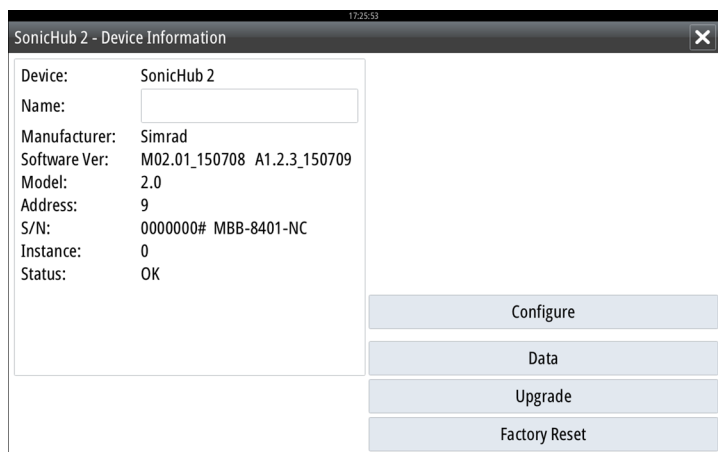 17:25:53
SonicHub 2 - Device Information
Device: SonicHub 2
Name:
Manufacturer: Simrad
Software Ver: M02.01_150708 A1.2.3_150709
Model: 2.0
Address: 9
S/N: 0000000# MBB-8401-NC
Instance: 0
Status: OK
Configure
Data
Upgrade
Factory Reset